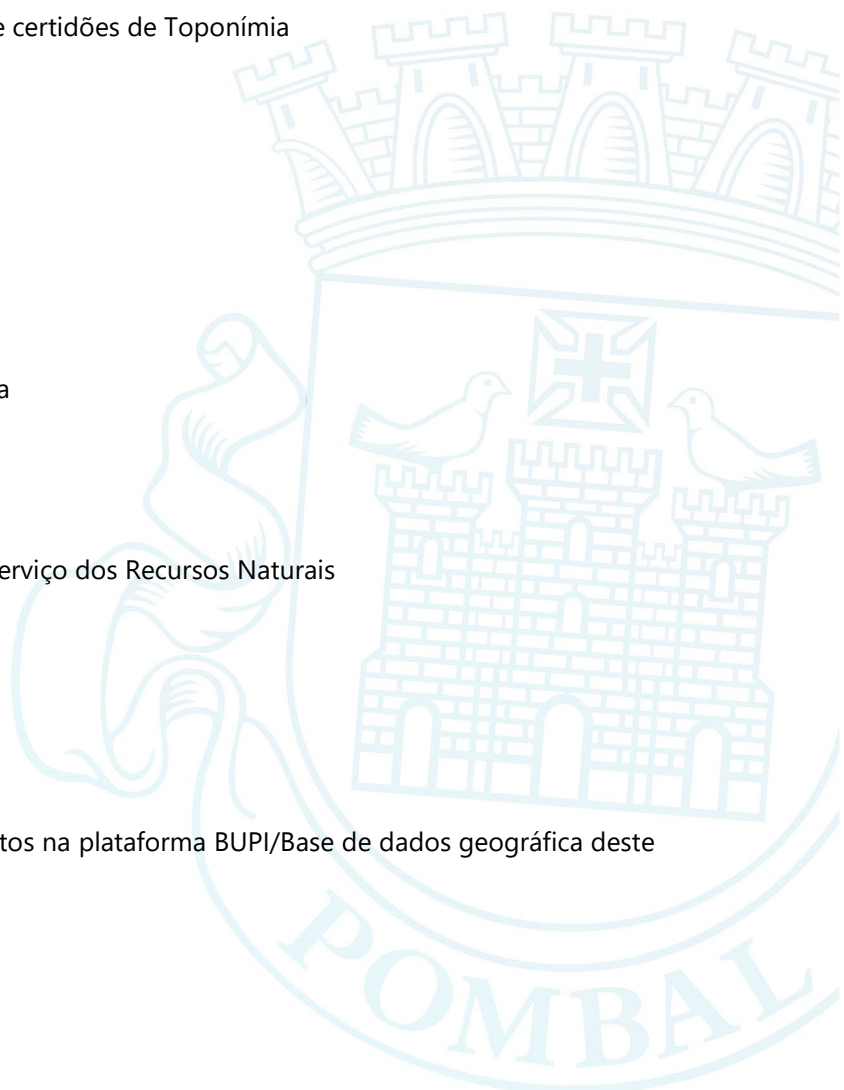 e certidões de Toponímia
a
erviço dos Recursos Naturais
tos na plataforma BUPI/Base de dados geográfica deste
POMBAL